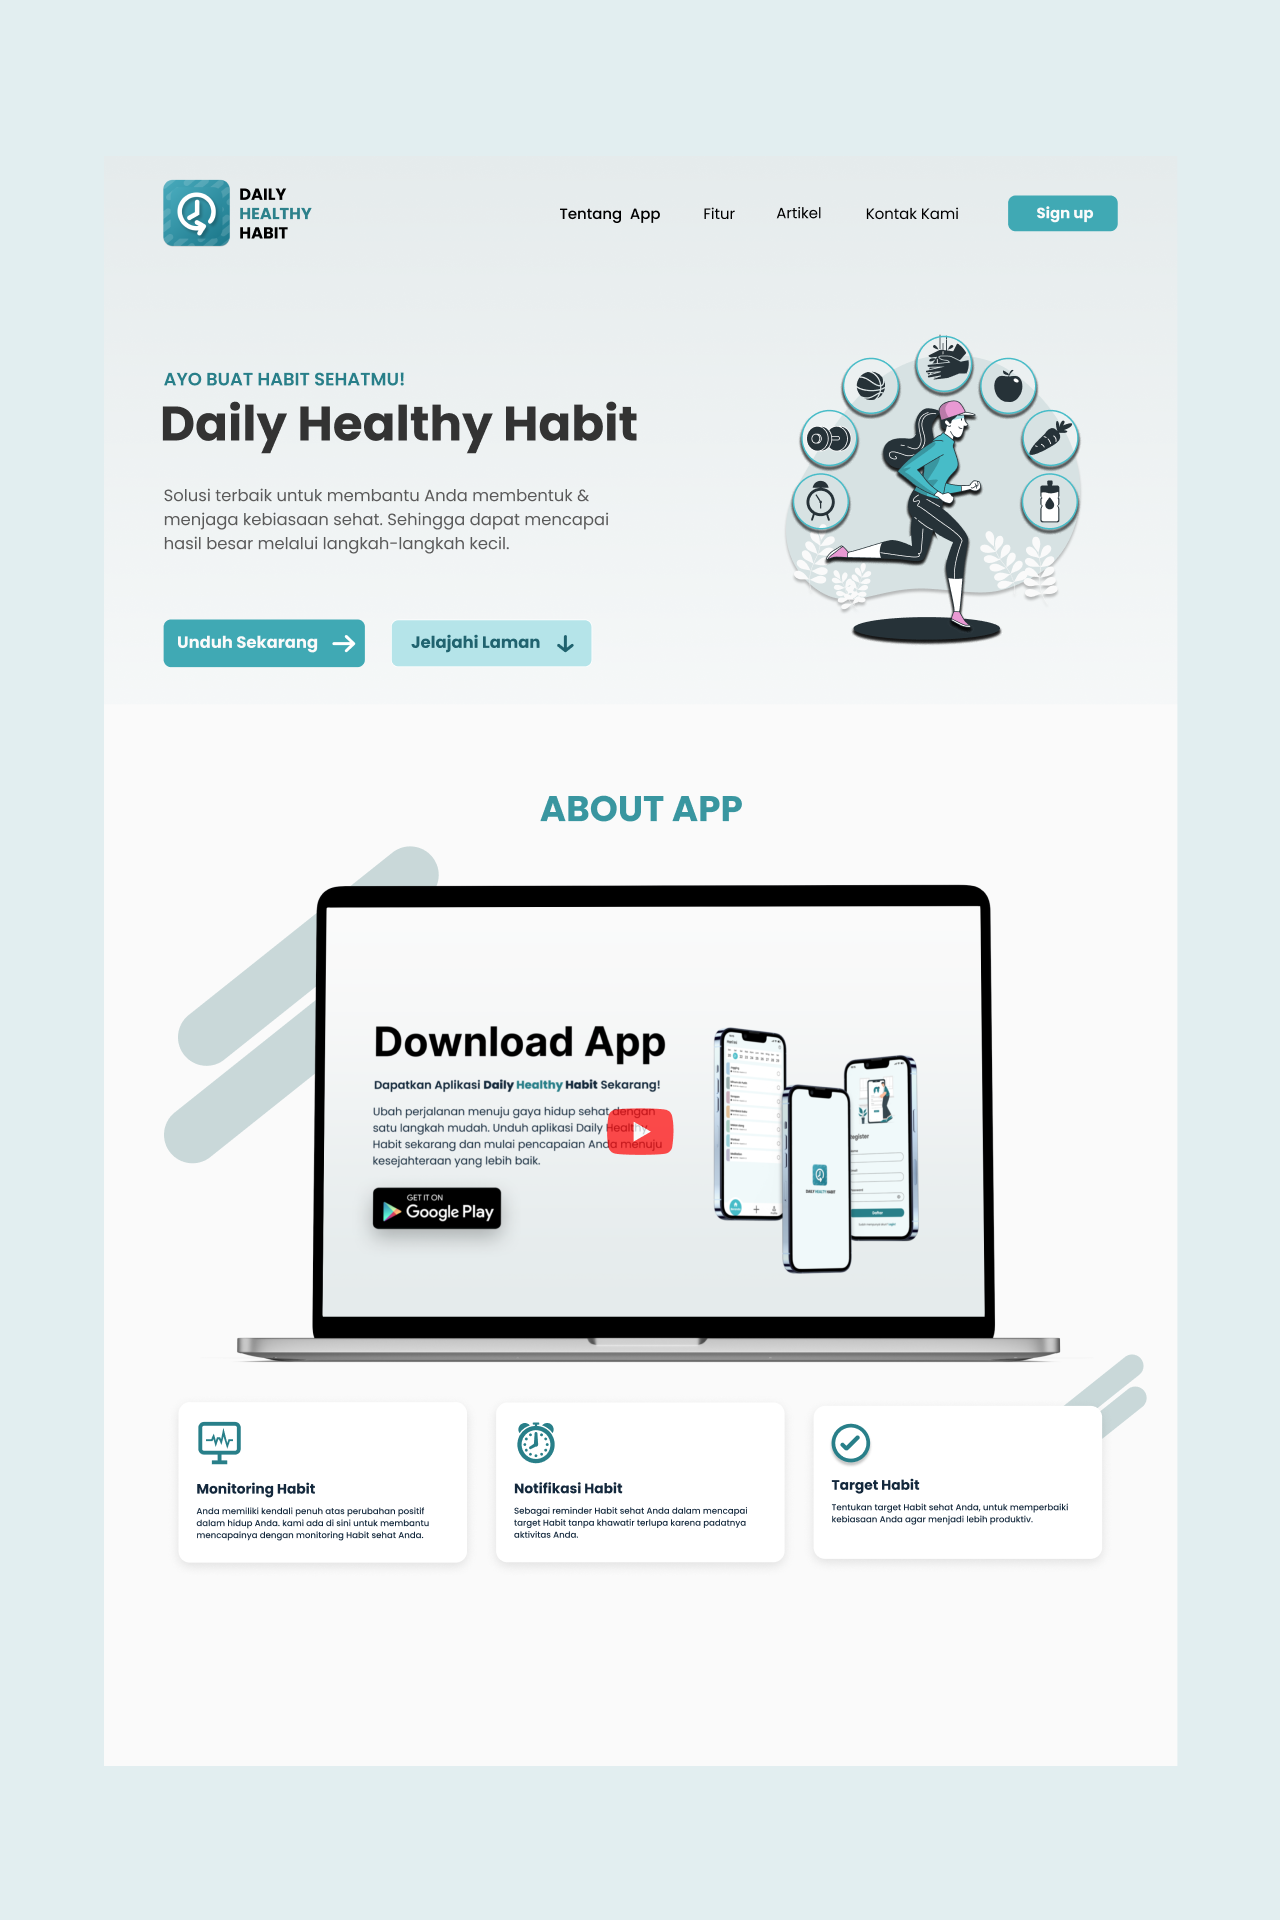 DAILY
HEALTHY
HABIT
Tentang App
Fitur
Artikel
Kontak Kami
Sign up
AYO BUAT HABIT SEHATMU!
Daily Healthy Habit
Solusi terbaik untuk membantu Anda membentuk &
menjaga kebiasaan sehat. Sehingga dapat mencapai
hasil besar melalui langkah-langkah kecil.
Unduh Sekarang
Jelajahi Laman
ABOUT APP
Download App
Dapatkan Aplikasi Daily Healthy Habit Sekarang!
Ubah perjalanan menuju gaya hidup sehat dengan
satu langkah mudah. Unduh aplikasi Daily Healthy
Habit sekarang dan mulai pencapaian Anda menuju
kesejahteraan yang lebih baik.
GET IT ON
Google Play
DAILY HEALTHY HABIT
Register
Monitoring Habit
Anda memiliki kendali penuh atas perubahan positif
dalam hidup Anda. kami ada di sini untuk membantu
mencapainya dengan monitoring Habit sehat Anda.
Notifikasi Habit
Sebagai reminder Habit sehat Anda dalam mencapai
target Habit tanpa khawatir terlupa karena padatnya
aktivitas Anda.
Target Habit
Tentukan target Habit sehat Anda, untuk memperbaiki
kebiasaan Anda agar menjadi lebih produktiv.